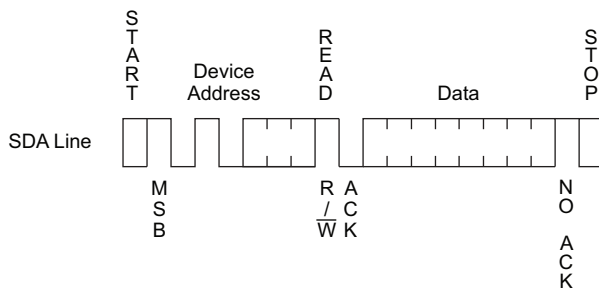 START
Device
Address
READ
Data
STOP
SDA Line
MSB
R/W
ACK
NO ACK